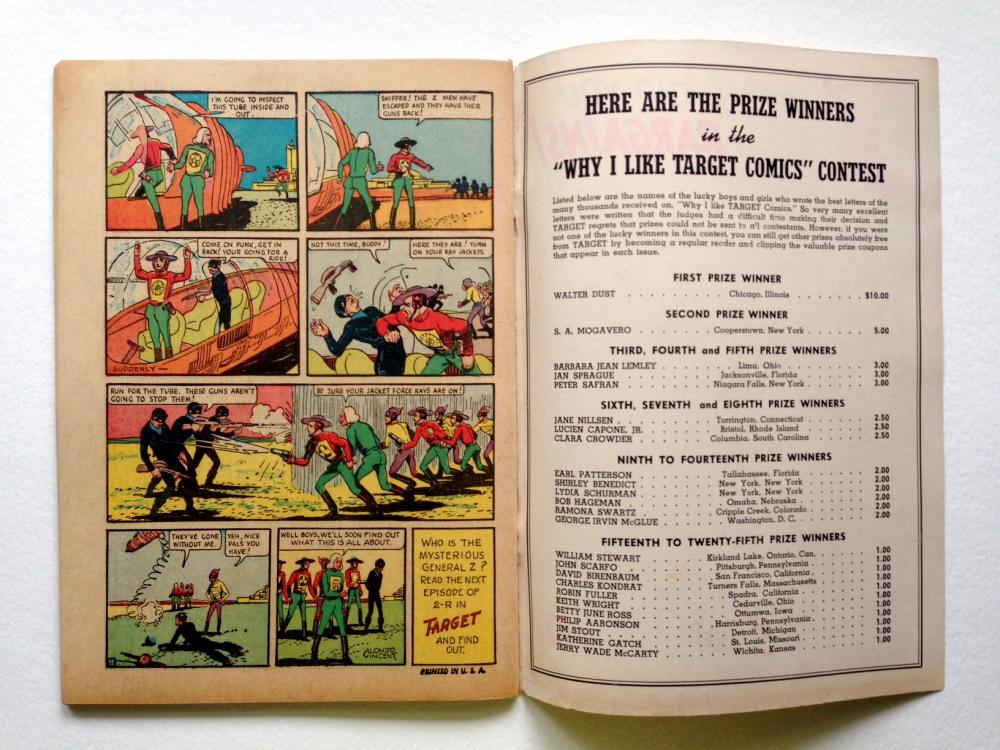 I'M GOING TO INSPECT
THIS TUBE INSIDE AND
OUT.
SKIPPER! THE Z MEN HAVE
ESCAPED AND THEY HAVE THEIR
GUNS BACK!
COME ON PUNK, GET IN
BACK! YOUR GOING FOR A
RIDE!
SUDDENLY —
NOT THIS TIME, BUDDY!
HERE THEY ARE! TURN
ON YOUR RAY JACKETS.
RUN FOR THE TUBE. THESE GUNS AREN'T
GOING TO STOP THEM!
BE SURE YOUR JACKET FORCE RAYS ARE ON!
THEY'VE GONE
WITHOUT ME.
YEH, NICE
PALS YOU
HAVE!
WELL BOYS, WE'LL SOON FIND OUT
WHAT THIS IS ALL ABOUT.
ALONZO
VINCENT.
WHO IS THE
MYSTERIOUS
GENERAL Z?
READ THE NEXT
EPISODE OF
2-R IN
TARGET
AND FIND
OUT.
PRINTED IN U. S. A.
HERE ARE THE PRIZE WINNERS
in the
"WHY I LIKE TARGET COMICS" CONTEST
Listed below are the names of the lucky boys and girls who wrote the best letters of the
many thousands received on, "Why I like TARGET Comics." So very many excellent
letters were written that the judges had a difficult time making their decision and
TARGET regrets that prizes could not be sent to all contestants. However, if you were
not one of the lucky winners in this contest, you can still get other prizes absolutely free
from TARGET by becoming a regular reader and clipping the valuable prize coupons
that appear in each issue.
FIRST PRIZE WINNER
WALTER DUST . . . . . . . . Chicago, Illinois . . . . . . . . $10.00
SECOND PRIZE WINNER
S. A. MOGAVERO . . . . . . . Cooperstown, New York . . . . . . . 5.00
THIRD, FOURTH and FIFTH PRIZE WINNERS
BARBARA JEAN LEMLEY . . . . . Lima, Ohio . . . . . . . . 3.00
JAN SPRAGUE . . . . . . . Jacksonville, Florida . . . . . . . 3.00
PETER SAFRAN . . . . . . . Niagara Falls, New York . . . . . . . 3.00
SIXTH, SEVENTH and EIGHTH PRIZE WINNERS
JANE NILLSEN . . . . . . . Torrington, Connecticut . . . . . . 2.50
LUCIEN CAPONE, JR. . . . . . . Bristol, Rhode Island . . . . . . . 2.50
CLARA CROWDER . . . . . . . Columbia, South Carolina . . . . . . 2.50
NINTH TO FOURTEENTH PRIZE WINNERS
EARL PATTERSON . . . . . . . Tallahassee, Florida . . . . . . . 2.00
SHIRLEY BENEDICT . . . . . . . New York, New York . . . . . . . 2.00
LYDIA SCHURMAN . . . . . . . New York, New York . . . . . . . 2.00
BOB HAGEMAN . . . . . . . Omaha, Nebraska . . . . . . . 2.00
RAMONA SWARTZ . . . . . . . Cripple Creek, Colorado . . . . . . 2.00
GEORGE IRVIN McGLUE . . . . . . Washington, D. C. . . . . . . . 2.00
FIFTEENTH TO TWENTY-FIFTH PRIZE WINNERS
WILLIAM STEWART . . . . . . Kirkland Lake, Ontario, Can. . . . . . 1.00
JOHN SCARFO . . . . . . . Pittsburgh, Pennsylvania . . . . . . 1.00
DAVID BIRENBAUM . . . . . . San Francisco, California . . . . . . 1.00
CHARLES KONDRAT . . . . . . Turners Falls, Massachusetts . . . . . 1.00
ROBIN FULLER . . . . . . . Spadra, California . . . . . . . 1.00
KEITH WRIGHT . . . . . . . Cedarville, Ohio . . . . . . . 1.00
BETTY JUNE ROSS . . . . . . . Ottumwa, Iowa . . . . . . . 1.00
PHILIP AARONSON . . . . . . Harrisburg, Pennsylvania . . . . . . 1.00
JIM STOUT . . . . . . . Detroit, Michigan . . . . . . . 1.00
KATHERINE GATCH . . . . . . St. Louis, Missouri . . . . . . . 1.00
JERRY WADE McCARTY . . . . . . Wichita, Kansas . . . . . . .